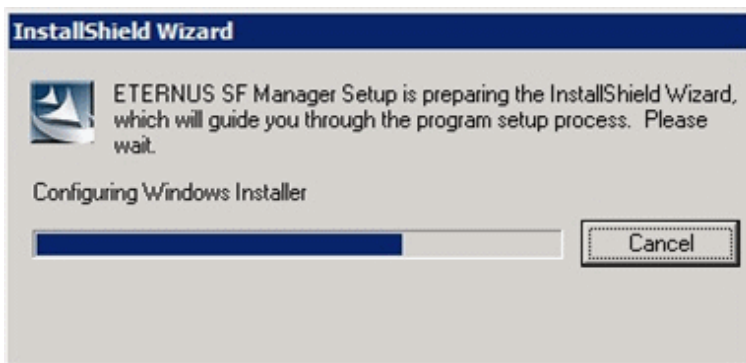 InstallShield Wizard
ETERNUS SF Manager Setup is preparing the InstallShield Wizard,
which will guide you through the program setup process. Please
wait.
Configuring Windows Installer
Cancel